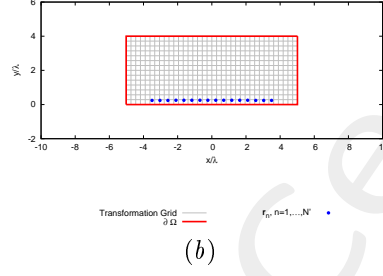 6
4
2
0
-2
-10 -8 -6 -4 -2 0 2 4 6 8 10
y/λ
x/λ
Transformation Grid
∂ Ω
r_n, n=1,...,N'
(b)